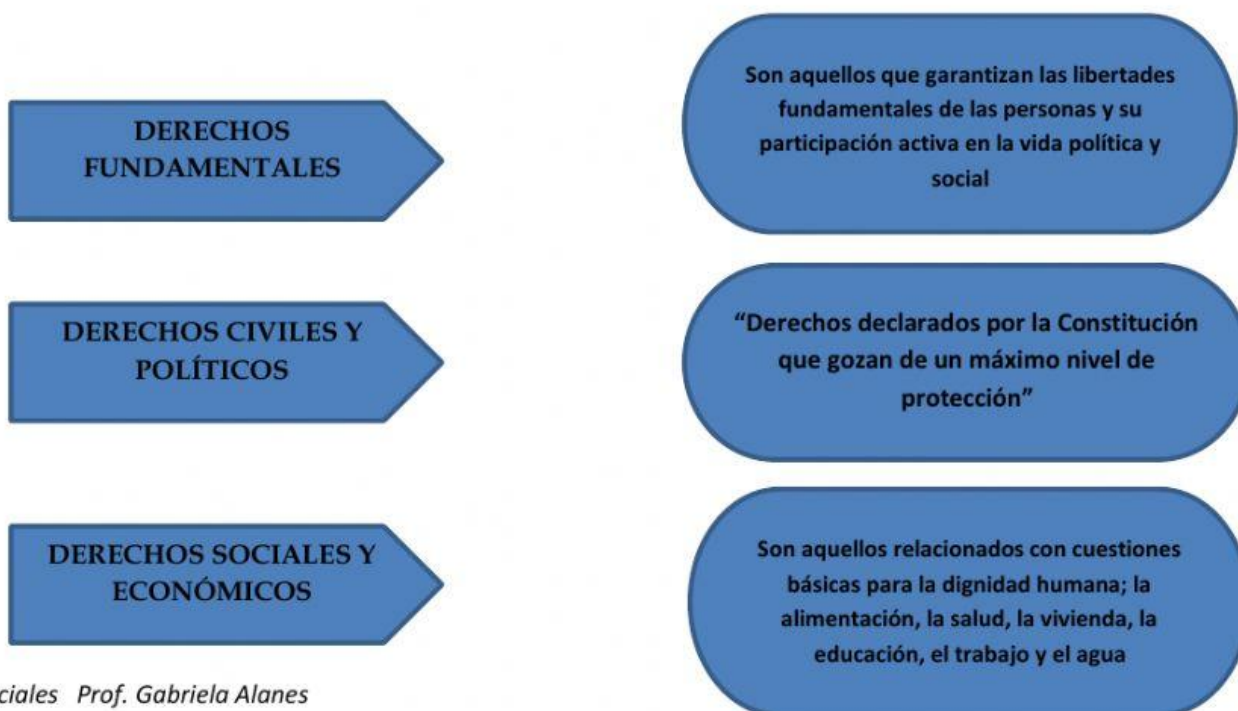 DERECHOS
FUNDAMENTALES
Son aquellos que garantizan las libertades
fundamentales de las personas y su
participación activa en la vida política y
social
DERECHOS CIVILES Y
POLÍTICOS
“Derechos declarados por la Constitución
que gozan de un máximo nivel de
protección”
DERECHOS SOCIALES Y
ECONÓMICOS
Son aquellos relacionados con cuestiones
básicas para la dignidad humana; la
alimentación, la salud, la vivienda, la
educación, el trabajo y el agua
ciales Prof. Gabriela Alanes